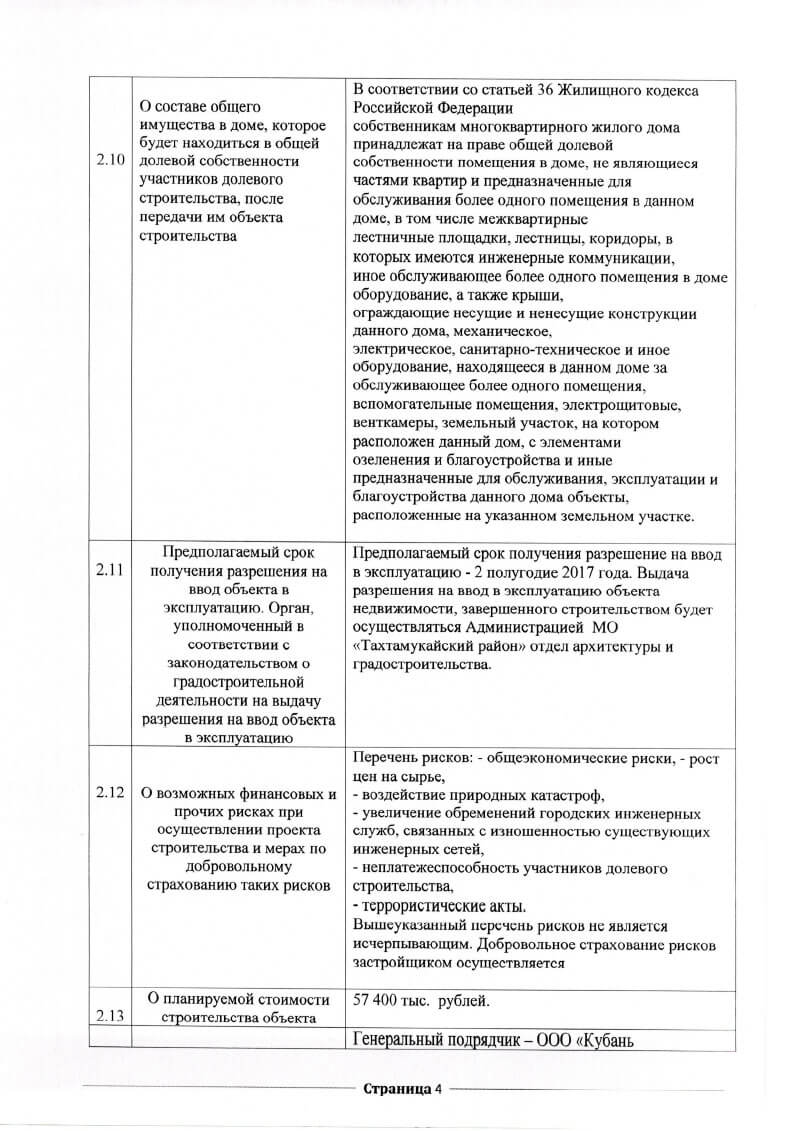 2.10
О составе общего
имущества в доме, которое
будет находиться в общей
долевой собственности
участников долевого
строительства, после
передачи им объекта
строительства
В соответствии со статьей 36 Жилищного кодекса
Российской Федерации
собственникам многоквартирного жилого дома
принадлежат на праве общей долевой
собственности помещения в доме, не являющиеся
частями квартир и предназначенные для
обслуживания более одного помещения в данном
доме, в том числе межквартирные
лестничные площадки, лестницы, коридоры, в
которых имеются инженерные коммуникации,
иное обслуживающее более одного помещения в доме
оборудование, а также крыши,
ограждающие несущие и ненесущие конструкции
данного дома, механическое,
электрическое, санитарно-техническое и иное
оборудование, находящееся в данном доме за
обслуживающее более одного помещения,
вспомогательные помещения, электрощитовые,
венткамеры, земельный участок, на котором
расположен данный дом, с элементами
озеленения и благоустройства и иные
предназначенные для обслуживания, эксплуатации и
благоустройства данного дома объекты,
расположенные на указанном земельном участке.
2.11
Предполагаемый срок
получения разрешения на
ввод объекта в
эксплуатацию. Орган,
уполномоченный в
соответствии с
законодательством о
градостроительной
деятельности на выдачу
разрешения на ввод объекта
в эксплуатацию
Предполагаемый срок получения разрешение на ввод
в эксплуатацию - 2 полугодие 2017 года. Выдача
разрешения на ввод в эксплуатацию объекта
недвижимости, завершенного строительством будет
осуществляться Администрацией МО
«Тахтамукайский район» отдел архитектуры и
градостроительства.
2.12
О возможных финансовых и
прочих рисках при
осуществлении проекта
строительства и мерах по
добровольному
страхованию таких рисков
Перечень рисков: - общеэкономические риски, - рост
цен на сырье,
- воздействие природных катастроф,
- увеличение обременений городских инженерных
служб, связанных с изношенностью существующих
инженерных сетей,
- неплатежеспособность участников долевого
строительства,
- террористические акты.
Вышеуказанный перечень рисков не является
исчерпывающим. Добровольное страхование рисков
застройщиком осуществляется
2.13
О планируемой стоимости
строительства объекта
57 400 тыс. рублей.
Генеральный подрядчик – ООО «Кубань
Страница 4